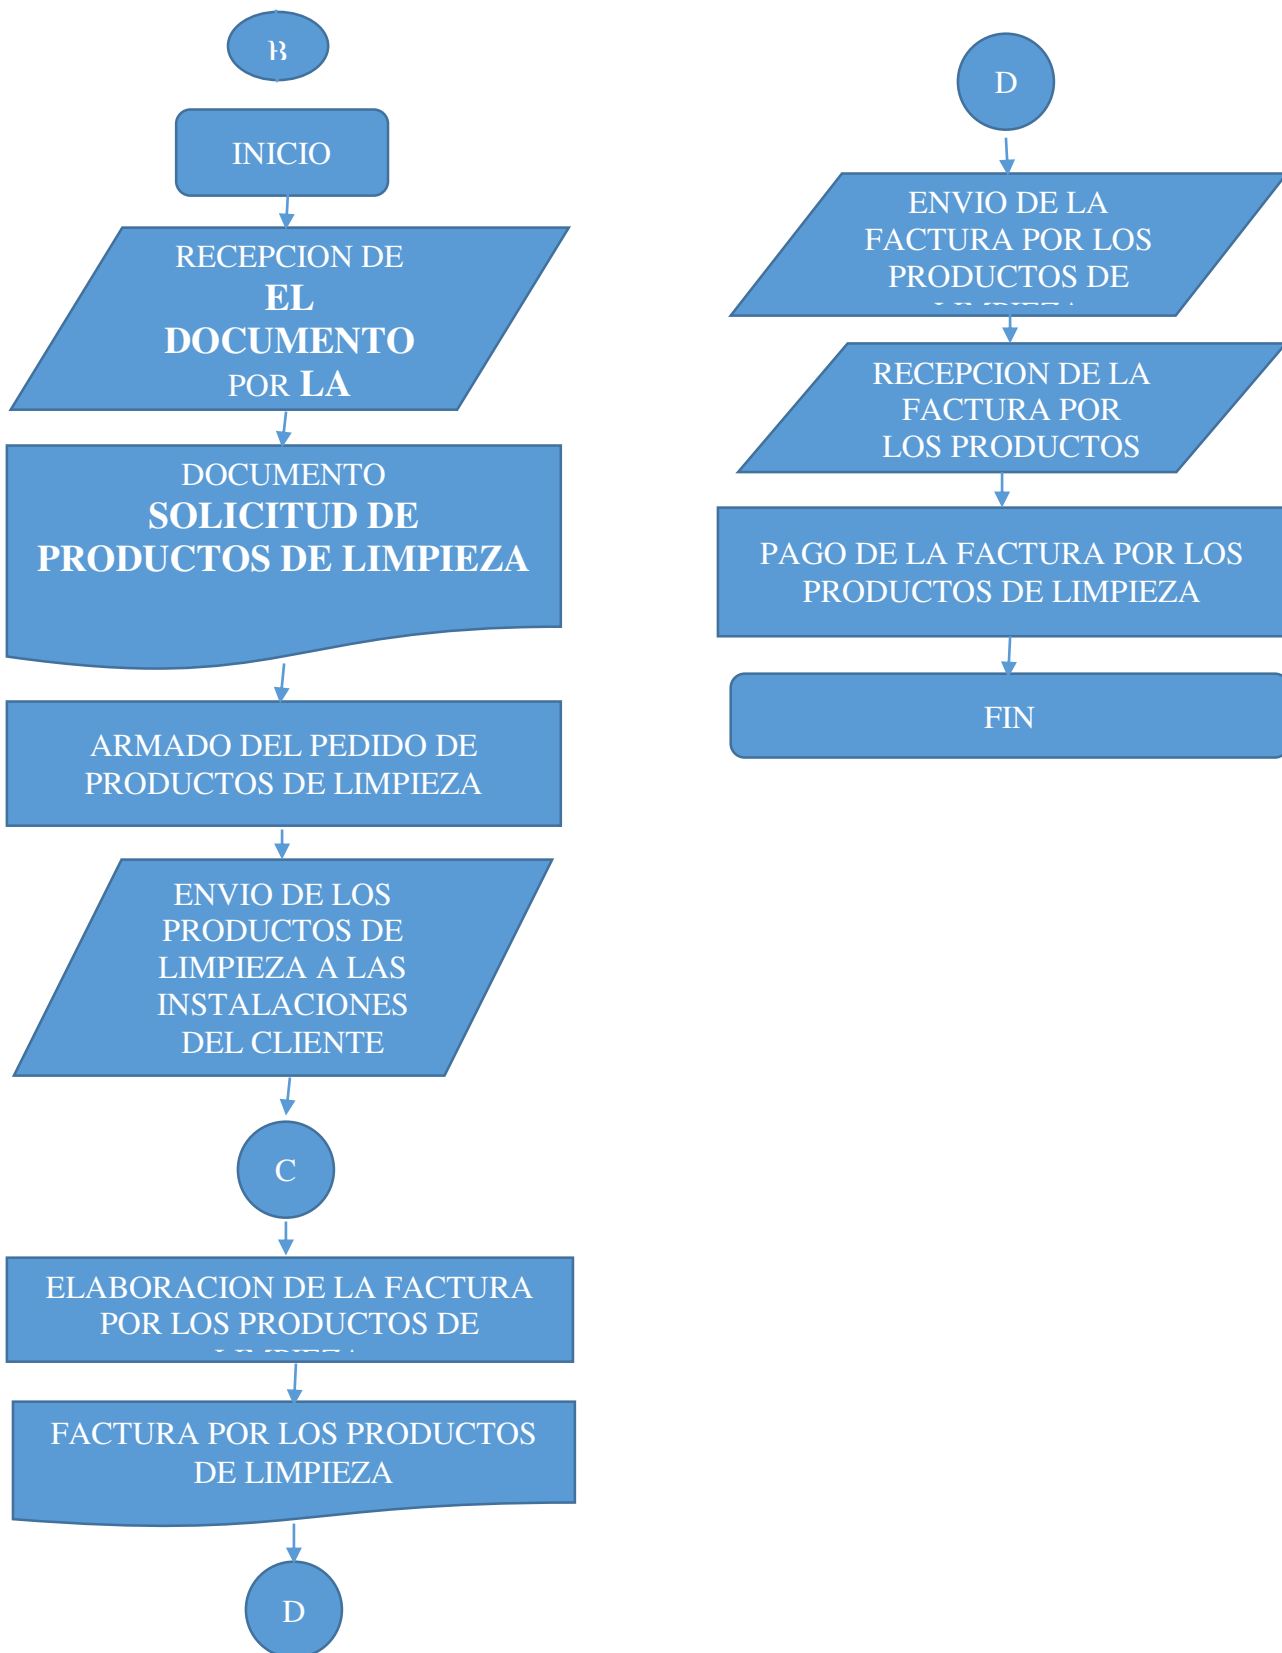 B
INICIO
RECEPCION DE
EL
DOCUMENTO
POR LA
DOCUMENTO
SOLICITUD DE
PRODUCTOS DE LIMPIEZA
ARMADO DEL PEDIDO DE
PRODUCTOS DE LIMPIEZA
ENVIO DE LOS
PRODUCTOS DE
LIMPIEZA A LAS
INSTALACIONES
DEL CLIENTE
C
ELABORACION DE LA FACTURA
POR LOS PRODUCTOS DE
LIMPIEZA
FACTURA POR LOS PRODUCTOS
DE LIMPIEZA
D
D
ENVIO DE LA
FACTURA POR LOS
PRODUCTOS DE
LIMPIEZA
RECEPCION DE LA
FACTURA POR
LOS PRODUCTOS
PAGO DE LA FACTURA POR LOS
PRODUCTOS DE LIMPIEZA
FIN